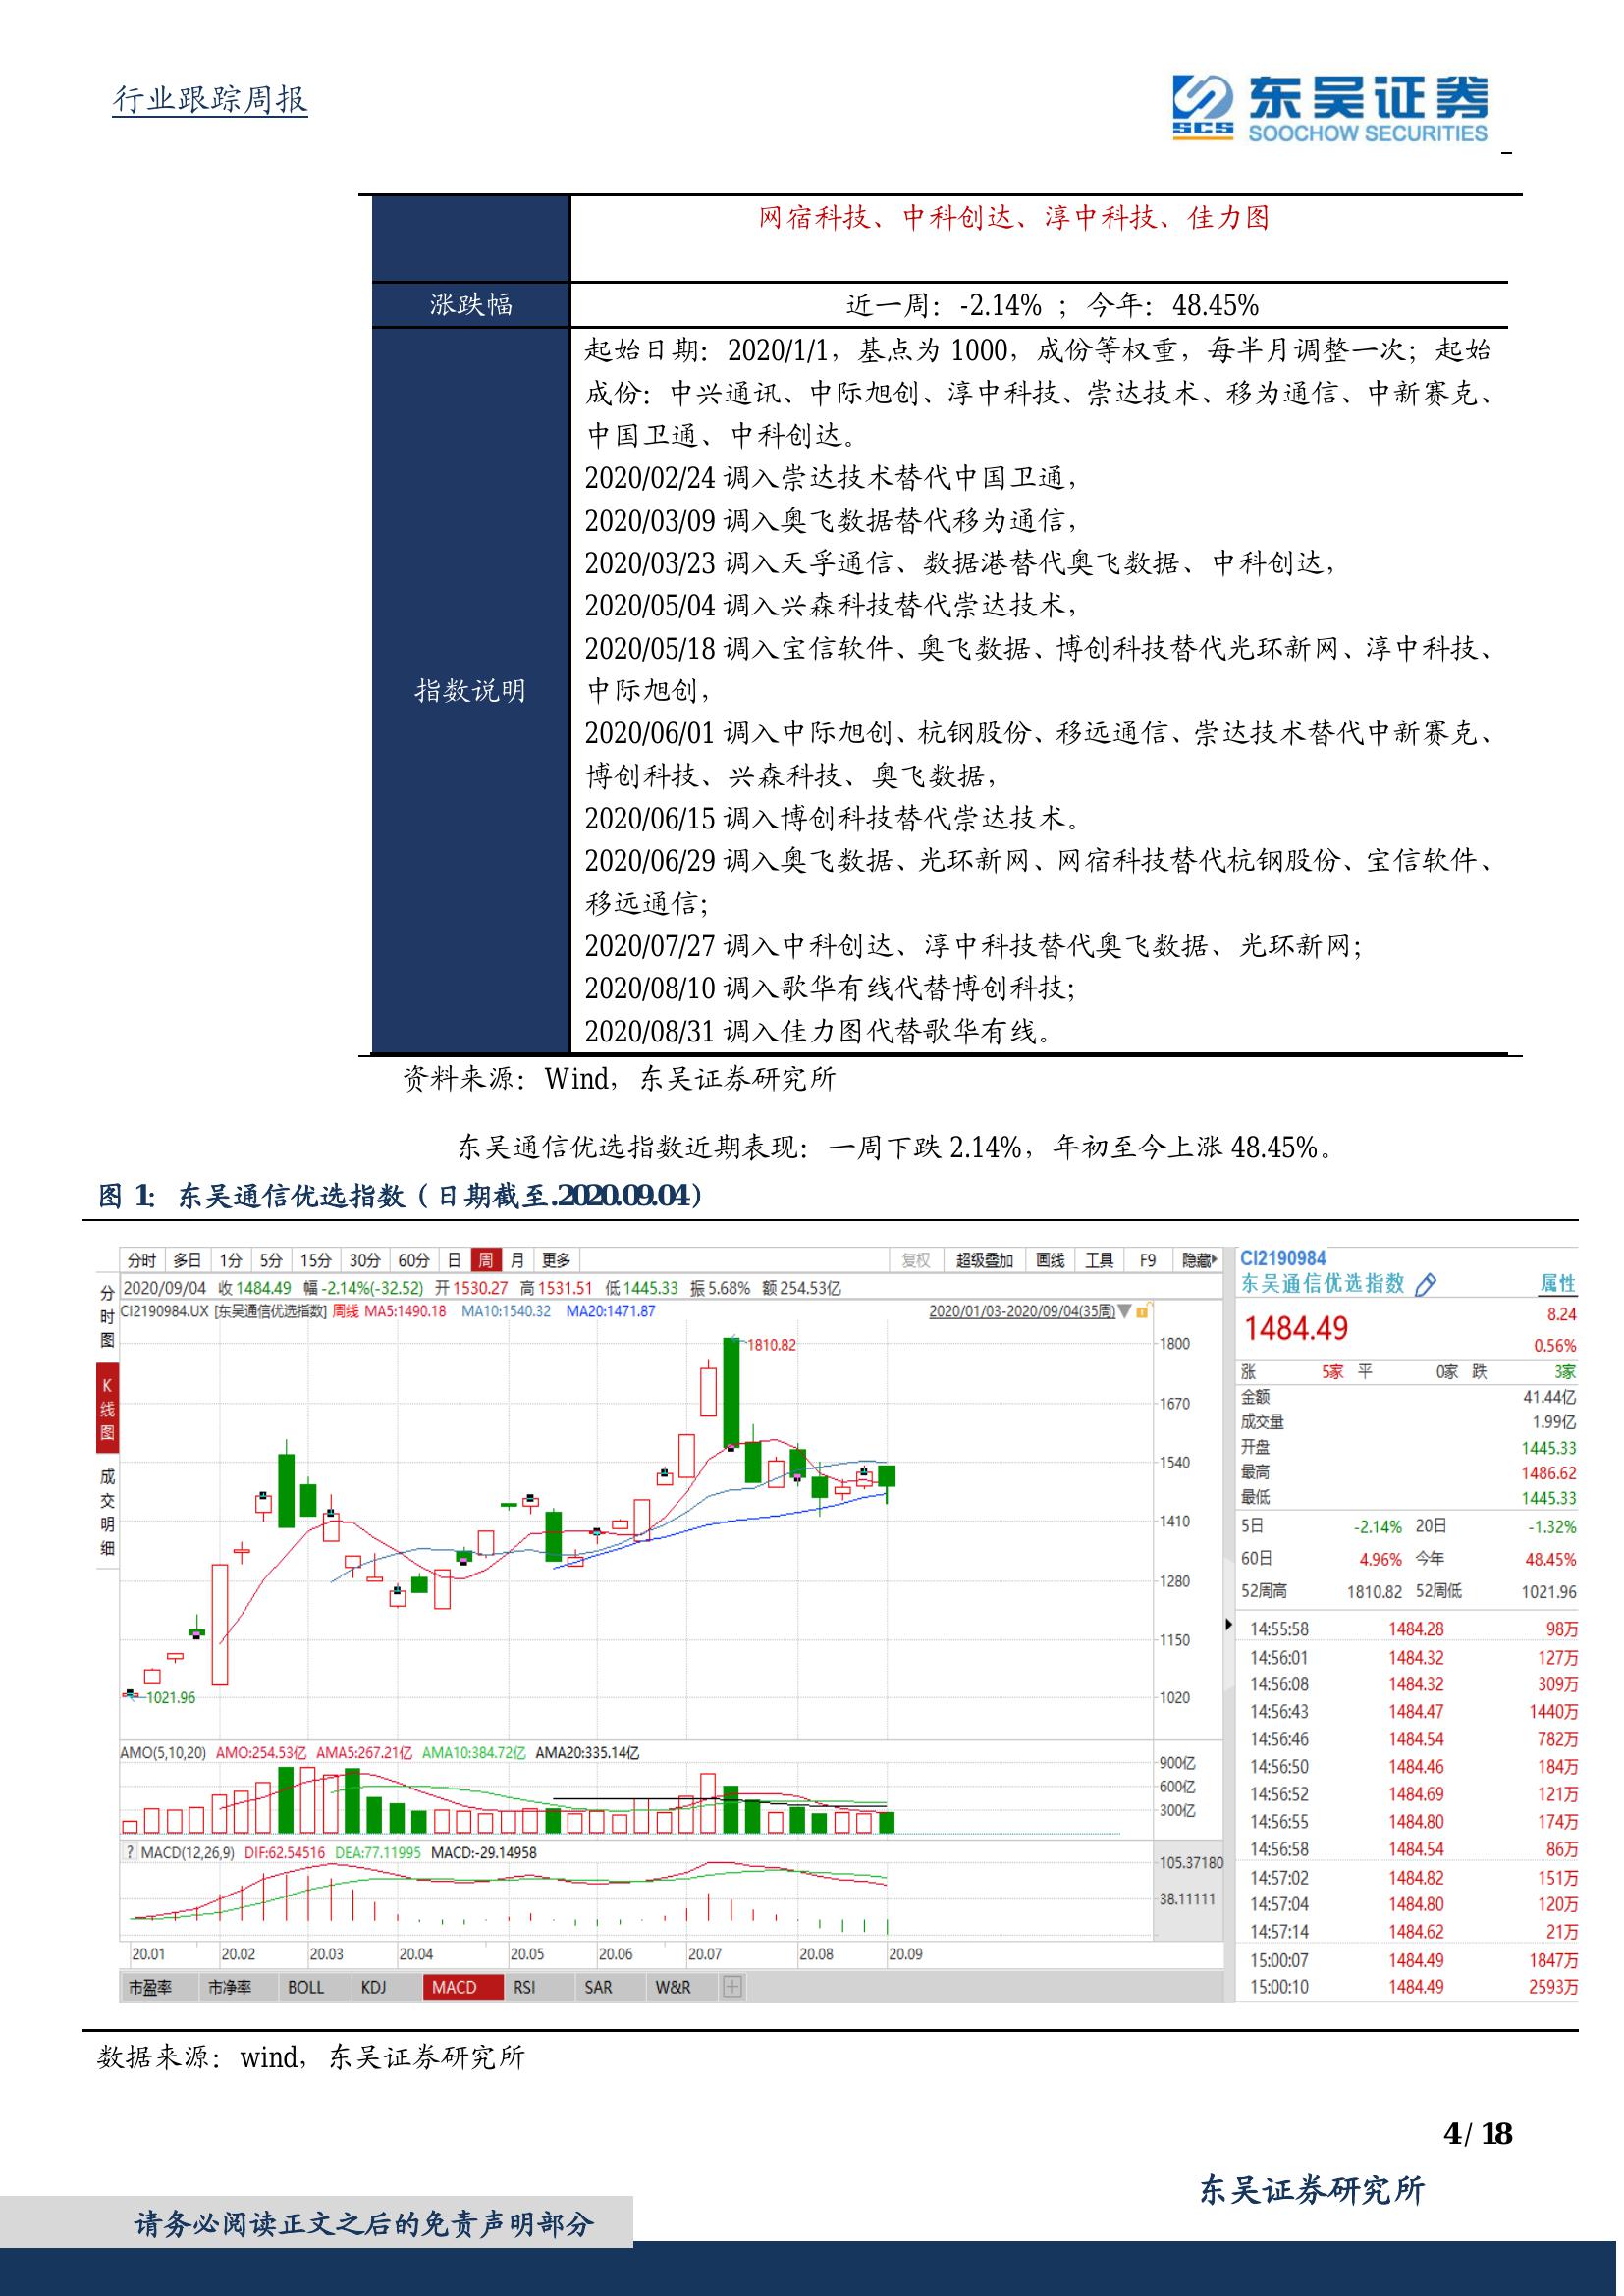 行业跟踪周报
东吴证券
SCS
SOOCHOW SECURITIES
网宿科技、中科创达、淳中科技、佳力图
涨跌幅
近一周：-2.14% ；今年：48.45%
指数说明
起始日期：2020/1/1，基点为 1000，成份等权重，每半月调整一次；起始
成份：中兴通讯、中际旭创、淳中科技、崇达技术、移为通信、中新赛克、
中国卫通、中科创达。
2020/02/24 调入崇达技术替代中国卫通，
2020/03/09 调入奥飞数据替代移为通信，
2020/03/23 调入天孚通信、数据港替代奥飞数据、中科创达，
2020/05/04 调入兴森科技替代崇达技术，
2020/05/18 调入宝信软件、奥飞数据、博创科技替代光环新网、淳中科技、
中际旭创，
2020/06/01 调入中际旭创、杭钢股份、移远通信、崇达技术替代中新赛克、
博创科技、兴森科技、奥飞数据，
2020/06/15 调入博创科技替代崇达技术。
2020/06/29 调入奥飞数据、光环新网、网宿科技替代杭钢股份、宝信软件、
移远通信；
2020/07/27 调入中科创达、淳中科技替代奥飞数据、光环新网；
2020/08/10 调入歌华有线代替博创科技；
2020/08/31 调入佳力图代替歌华有线。
资料来源：Wind，东吴证券研究所
东吴通信优选指数近期表现：一周下跌 2.14%，年初至今上涨 48.45%。
图 1: 东吴通信优选指数（日期截至.2020.09.04）
分时 多日 1分 5分 15分 30分 60分 日 周 月 更多 复权 超级叠加 画线 工具 F9 隐藏
2020/09/04 收1484.49 幅-2.14%(-32.52) 开1530.27 高1531.51 低1445.33 振5.68% 额254.53亿
CI2190984.UX [东吴通信优选指数] 周线 MA5:1490.18 MA10:1540.32 MA20:1471.87 2020/01/03-2020/09/04(35周)
分时图
K线图
成交明细
1810.82
1021.96
1800
1670
1540
1410
1280
1150
1020
AMO(5,10,20) AMO:254.53亿 AMA5:267.21亿 AMA10:384.72亿 AMA20:335.14亿
900亿
600亿
300亿
? MACD(12,26,9) DIF:62.54516 DEA:77.11995 MACD:-29.14958
105.37180
38.11111
20.01 20.02 20.03 20.04 20.05 20.06 20.07 20.08 20.09
市盈率 市净率 BOLL KDJ MACD RSI SAR W&R
CI2190984
东吴通信优选指数 属性
1484.49 8.24
0.56%
涨 5家 平 0家 跌 3家
金额 41.44亿
成交量 1.99亿
开盘 1445.33
最高 1486.62
最低 1445.33
5日 -2.14% 20日 -1.32%
60日 4.96% 今年 48.45%
52周高 1810.82 52周低 1021.96
14:55:58 1484.28 98万
14:56:01 1484.32 127万
14:56:08 1484.32 309万
14:56:43 1484.47 1440万
14:56:46 1484.54 782万
14:56:50 1484.46 184万
14:56:52 1484.69 121万
14:56:55 1484.80 174万
14:56:58 1484.54 86万
14:57:02 1484.82 151万
14:57:04 1484.80 120万
14:57:14 1484.62 21万
15:00:07 1484.49 1847万
15:00:10 1484.49 2593万
数据来源：wind，东吴证券研究所
4 / 18
东吴证券研究所
请务必阅读正文之后的免责声明部分